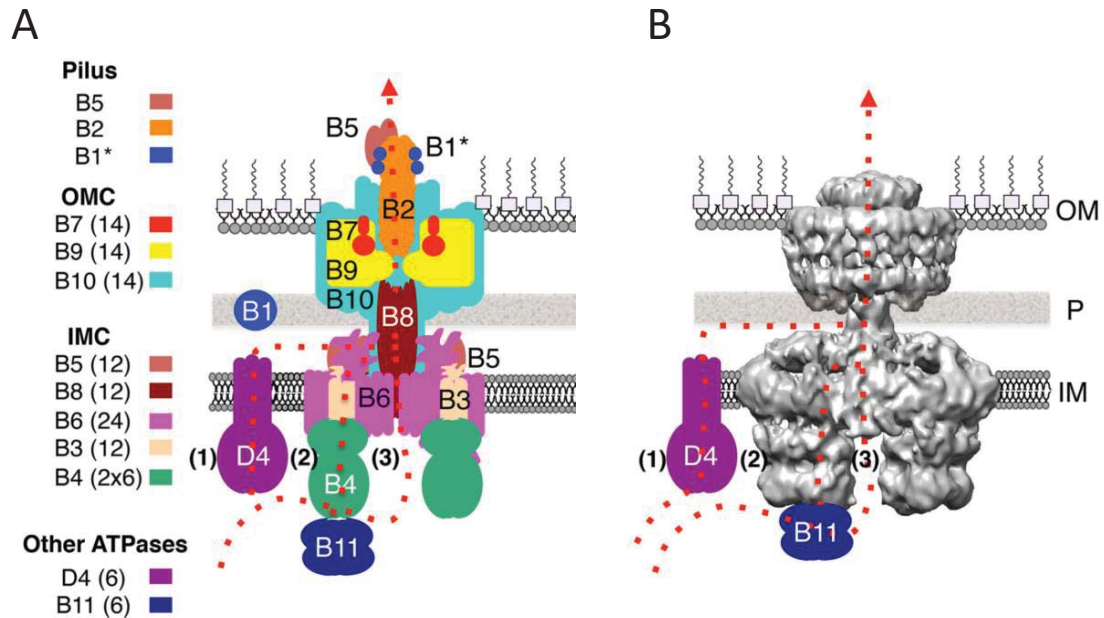 A
B
Pilus
B5
B2
B1*
OMC
B7 (14)
B9 (14)
B10 (14)
IMC
B5 (12)
B8 (12)
B6 (24)
B3 (12)
B4 (2x6)
Other ATPases
D4 (6)
B11 (6)
B5
B1*
B2
B7
B9
B10
B1
B8
B5
B6
B3
(1)
D4
(2)
(3)
B4
B11
OM
P
IM
(1)
D4
(2)
(3)
B11